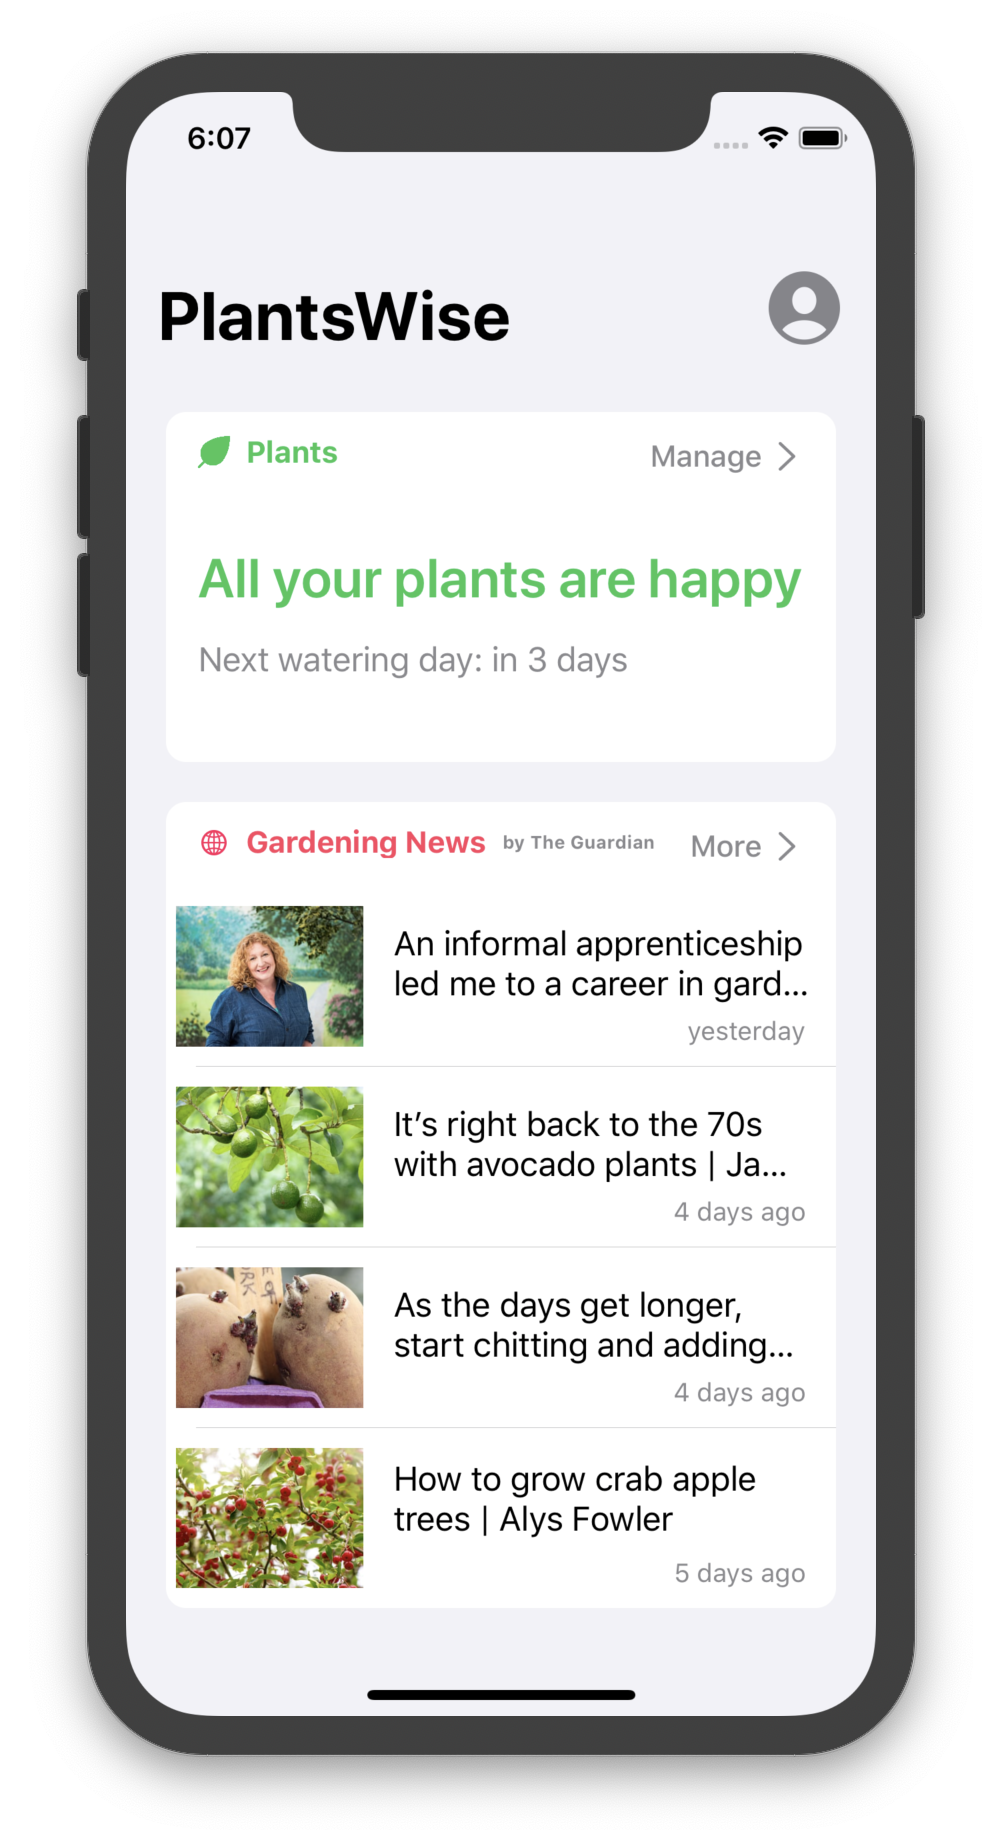 6:07
PlantsWise
Plants
Manage
All your plants are happy
Next watering day: in 3 days
Gardening News by The Guardian
More
An informal apprenticeship
led me to a career in gard...
yesterday
It’s right back to the 70s
with avocado plants | Ja...
4 days ago
As the days get longer,
start chitting and adding...
4 days ago
How to grow crab apple
trees | Alys Fowler
5 days ago